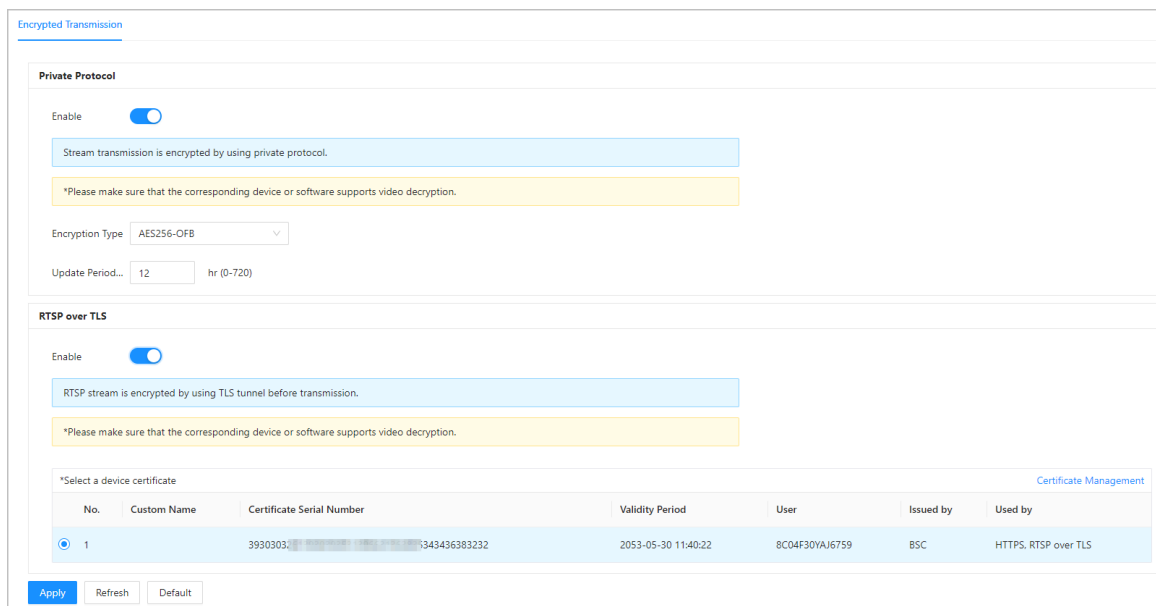 Encrypted Transmission
Private Protocol
Enable
Stream transmission is encrypted by using private protocol.
*Please make sure that the corresponding device or software supports video decryption.
Encryption Type AES256-OFB
Update Period... 12 hr (0-720)
RTSP over TLS
Enable
RTSP stream is encrypted by using TLS tunnel before transmission.
*Please make sure that the corresponding device or software supports video decryption.
*Select a device certificate Certificate Management
No. Custom Name Certificate Serial Number Validity Period User Issued by Used by
1 2053-05-30 11:40:22 8C04F30YAJ6759 BSC HTTPS, RTSP over TLS
Apply Refresh Default